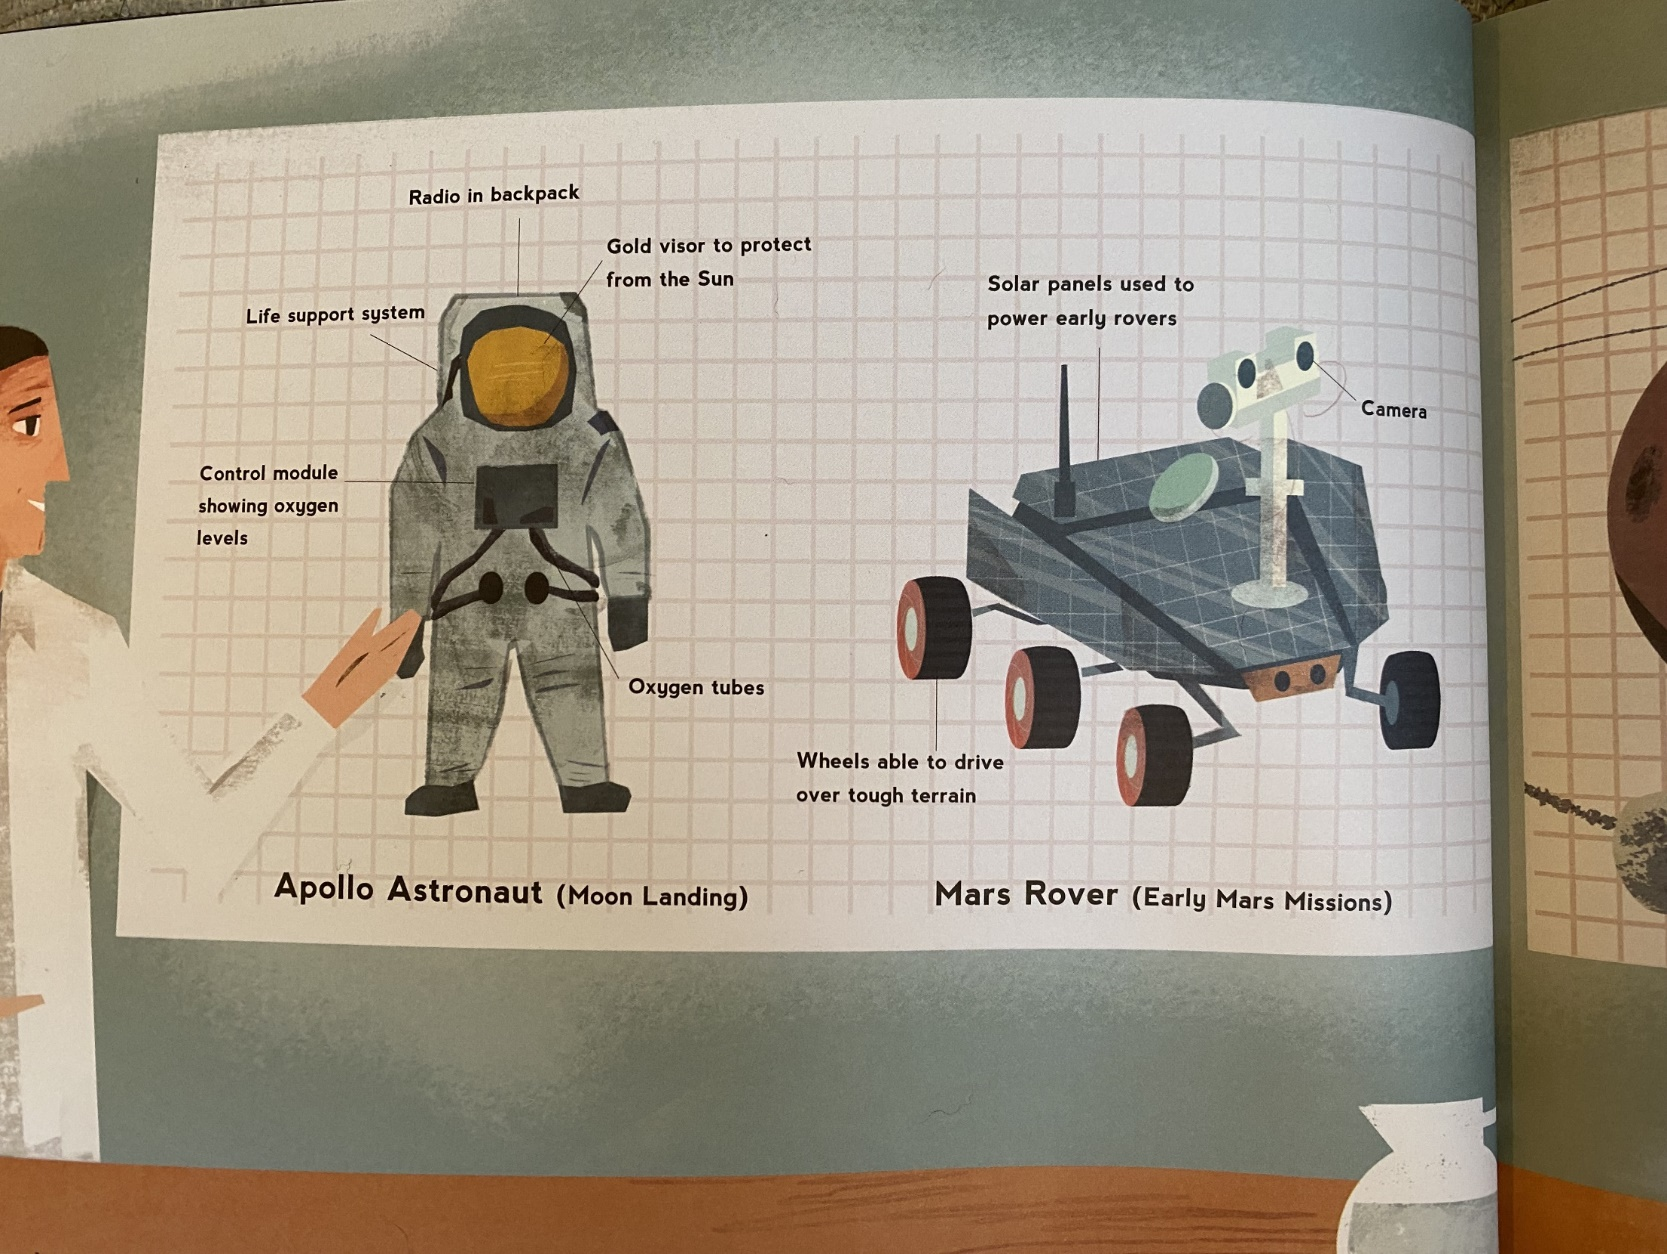 Radio in backpack
Gold visor to protect
from the Sun
Life support system
Control module
showing oxygen
levels
Oxygen tubes
Apollo Astronaut (Moon Landing)
Solar panels used to
power early rovers
Camera
Wheels able to drive
over tough terrain
Mars Rover (Early Mars Missions)